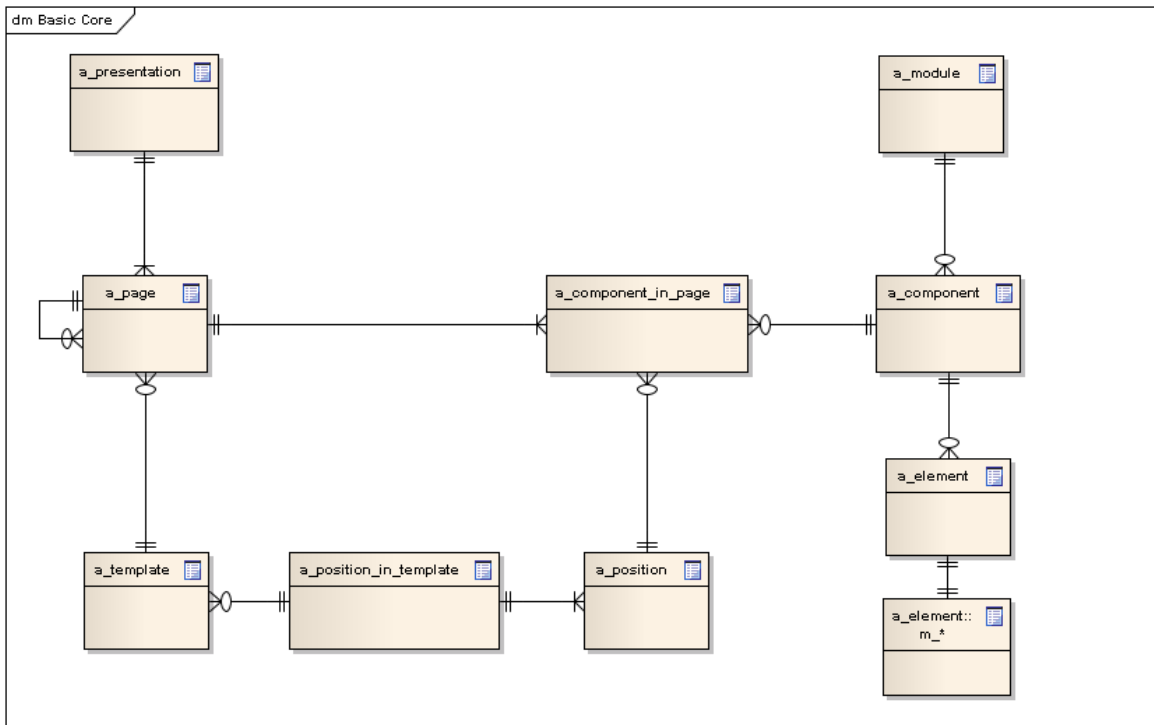 dm Basic Core
a_presentation
a_module
a_page
a_component_in_page
a_component
a_element
a_template
a_position_in_template
a_position
a_element::
m_*